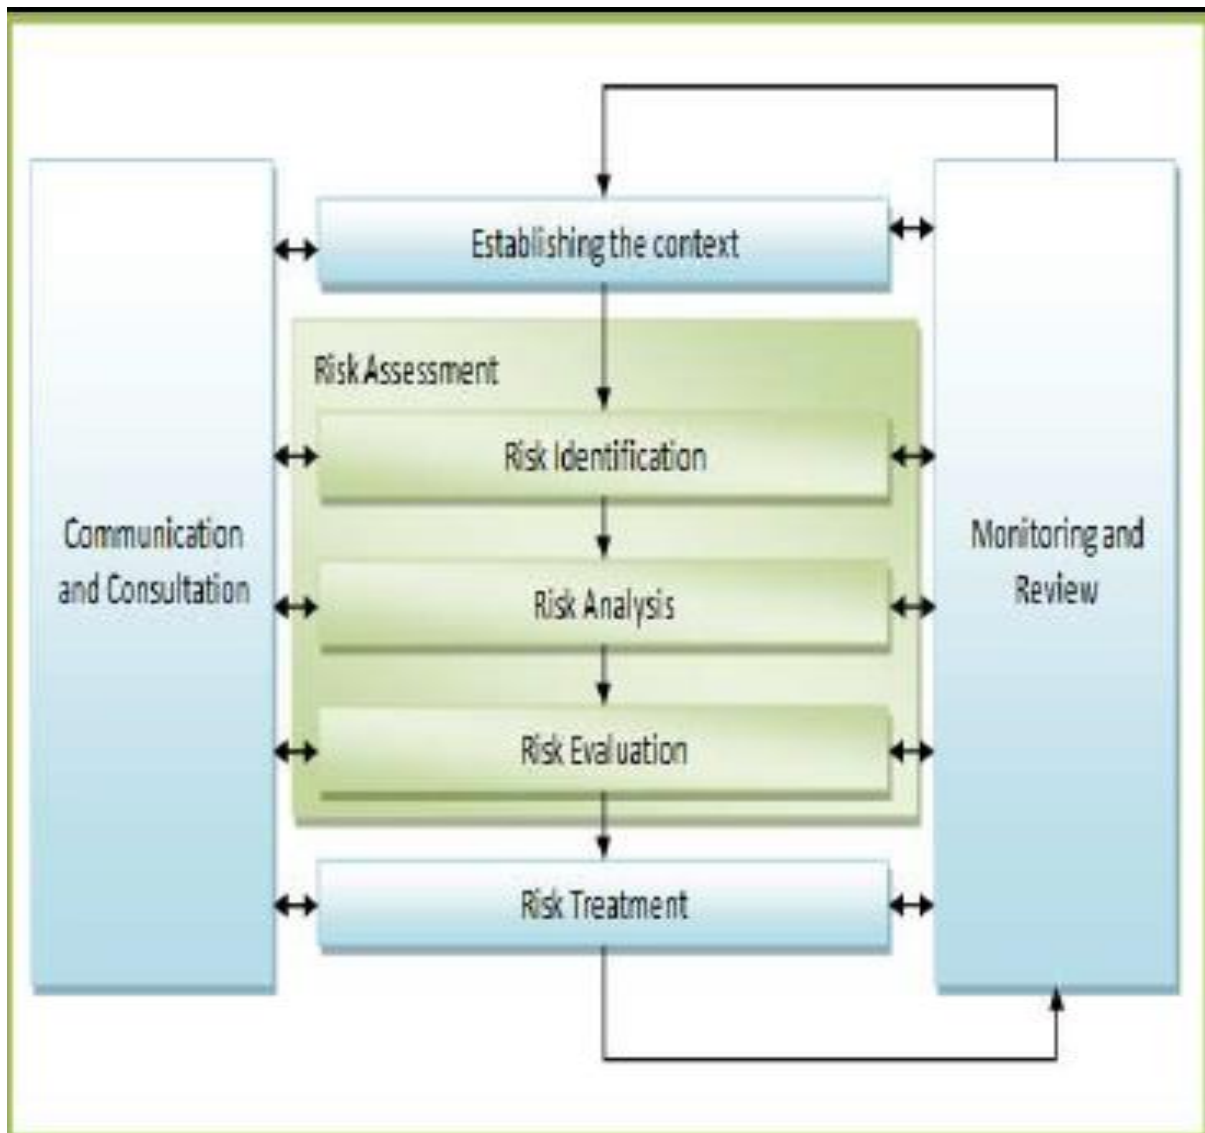 Establishing the context
Risk Assessment
Risk Identification
Communication
and Consultation
Monitoring and
Review
Risk Analysis
Risk Evaluation
Risk Treatment